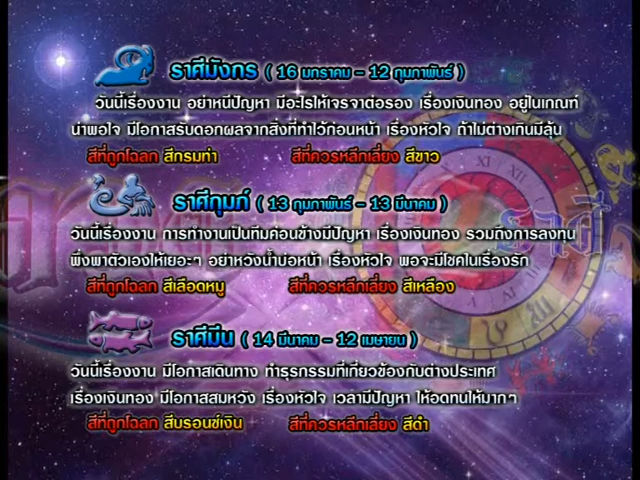 ราศีมังกร ( 16 มกราคม – 12 กุมภาพันธ์ )
วันนี้เรื่องงาน อย่าหนีปัญหา มีอะไรให้เจรจาต่อรอง เรื่องเงินทอง อยู่ในเกณฑ์
น่าพอใจ มีโอกาสรับดอกผลจากสิ่งที่ทำไว้ก่อนหน้า เรื่องหัวใจ ถ้าไม่ต่างเกินมีลุ้น
สีที่ถูกโฉลก สีกรมท่า สีที่ควรหลีกเลี่ยง สีขาว
ราศีกุมภ์ ( 13 กุมภาพันธ์ – 13 มีนาคม )
วันนี้เรื่องงาน การทำงานเป็นทีมค่อนข้างมีปัญหา เรื่องเงินทอง รวมถึงการลงทุน
พึ่งพาตัวเองให้เยอะๆ อย่าหวังน้ำบ่อหน้า เรื่องหัวใจ พอจะมีโชคในเรื่องรัก
สีที่ถูกโฉลก สีเลือดหมู สีที่ควรหลีกเลี่ยง สีเหลือง
ราศีมีน ( 14 มีนาคม – 12 เมษายน )
วันนี้เรื่องงาน มีโอกาสเดินทาง ทำธุรกรรมที่เกี่ยวข้องกับต่างประเทศ
เรื่องเงินทอง มีโอกาสสมหวัง เรื่องหัวใจ เวลามีปัญหา ให้อดทนให้มากๆ
สีที่ถูกโฉลก สีบรอนซ์เงิน สีที่ควรหลีกเลี่ยง สีดำ